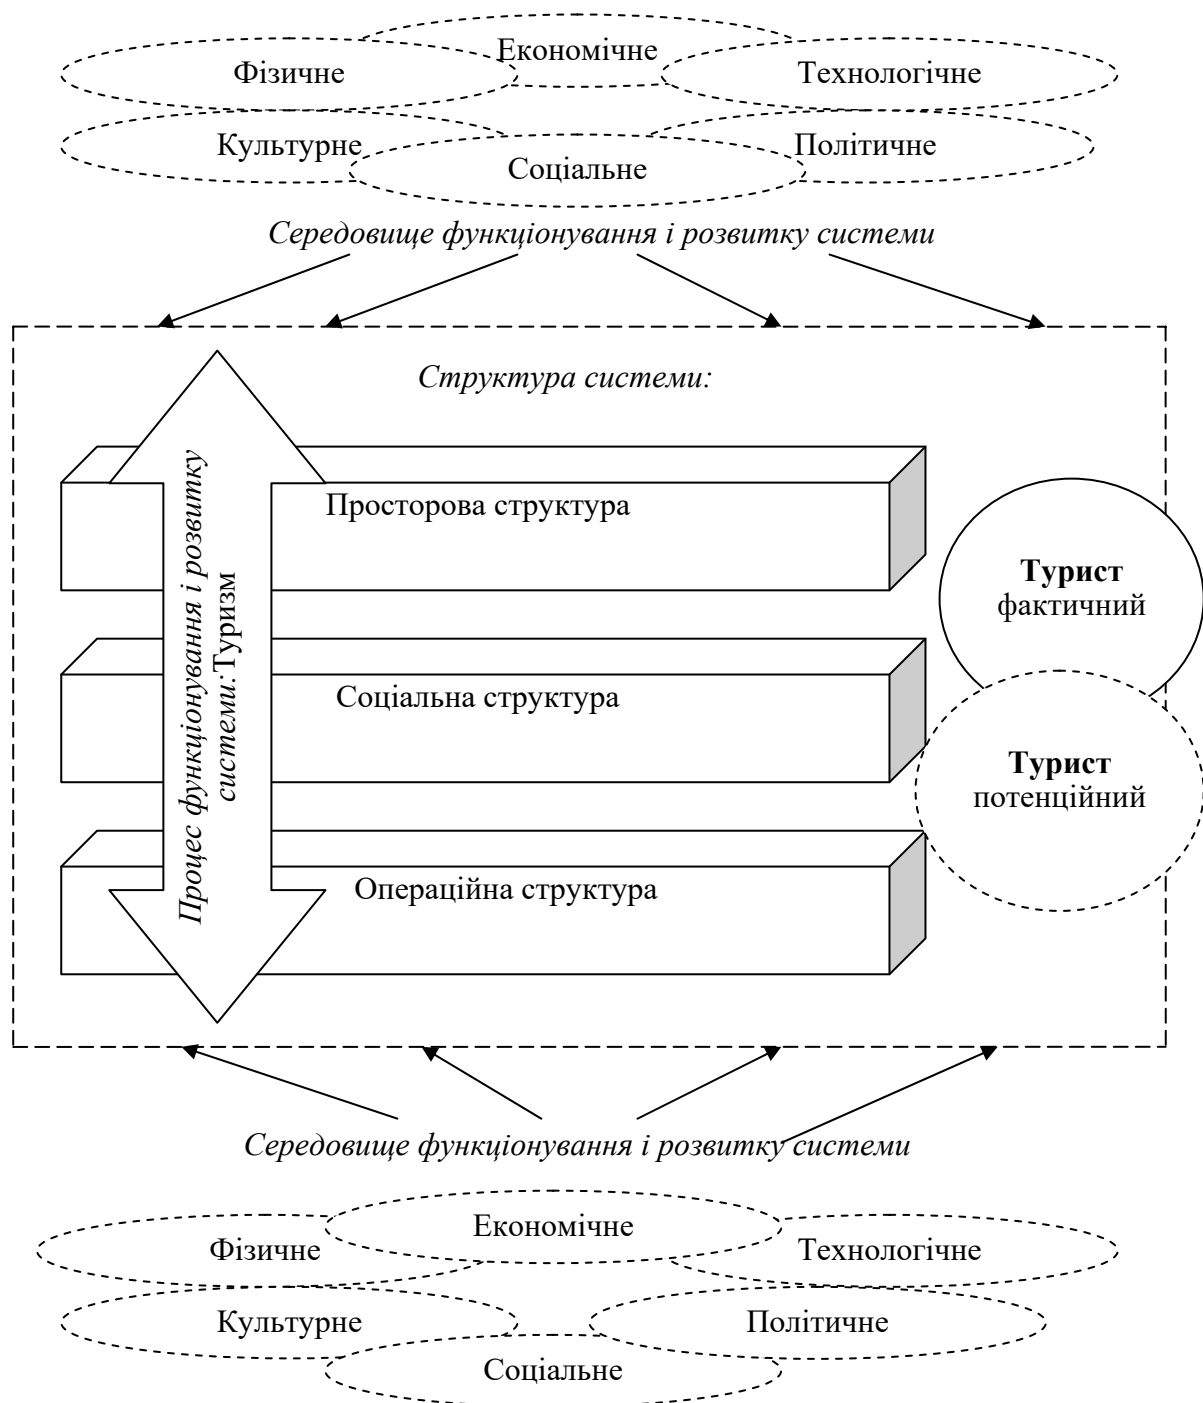 Економічне
Фізичне
Технологічне
Культурне
Політичне
Соціальне
Середовище функціонування і розвитку системи
Структура системи:
Процес функціонування і розвитку
системи:Туризм
Просторова структура
Турист
фактичний
Соціальна структура
Турист
потенційний
Операційна структура
Середовище функціонування і розвитку системи
Економічне
Фізичне
Технологічне
Культурне
Політичне
Соціальне